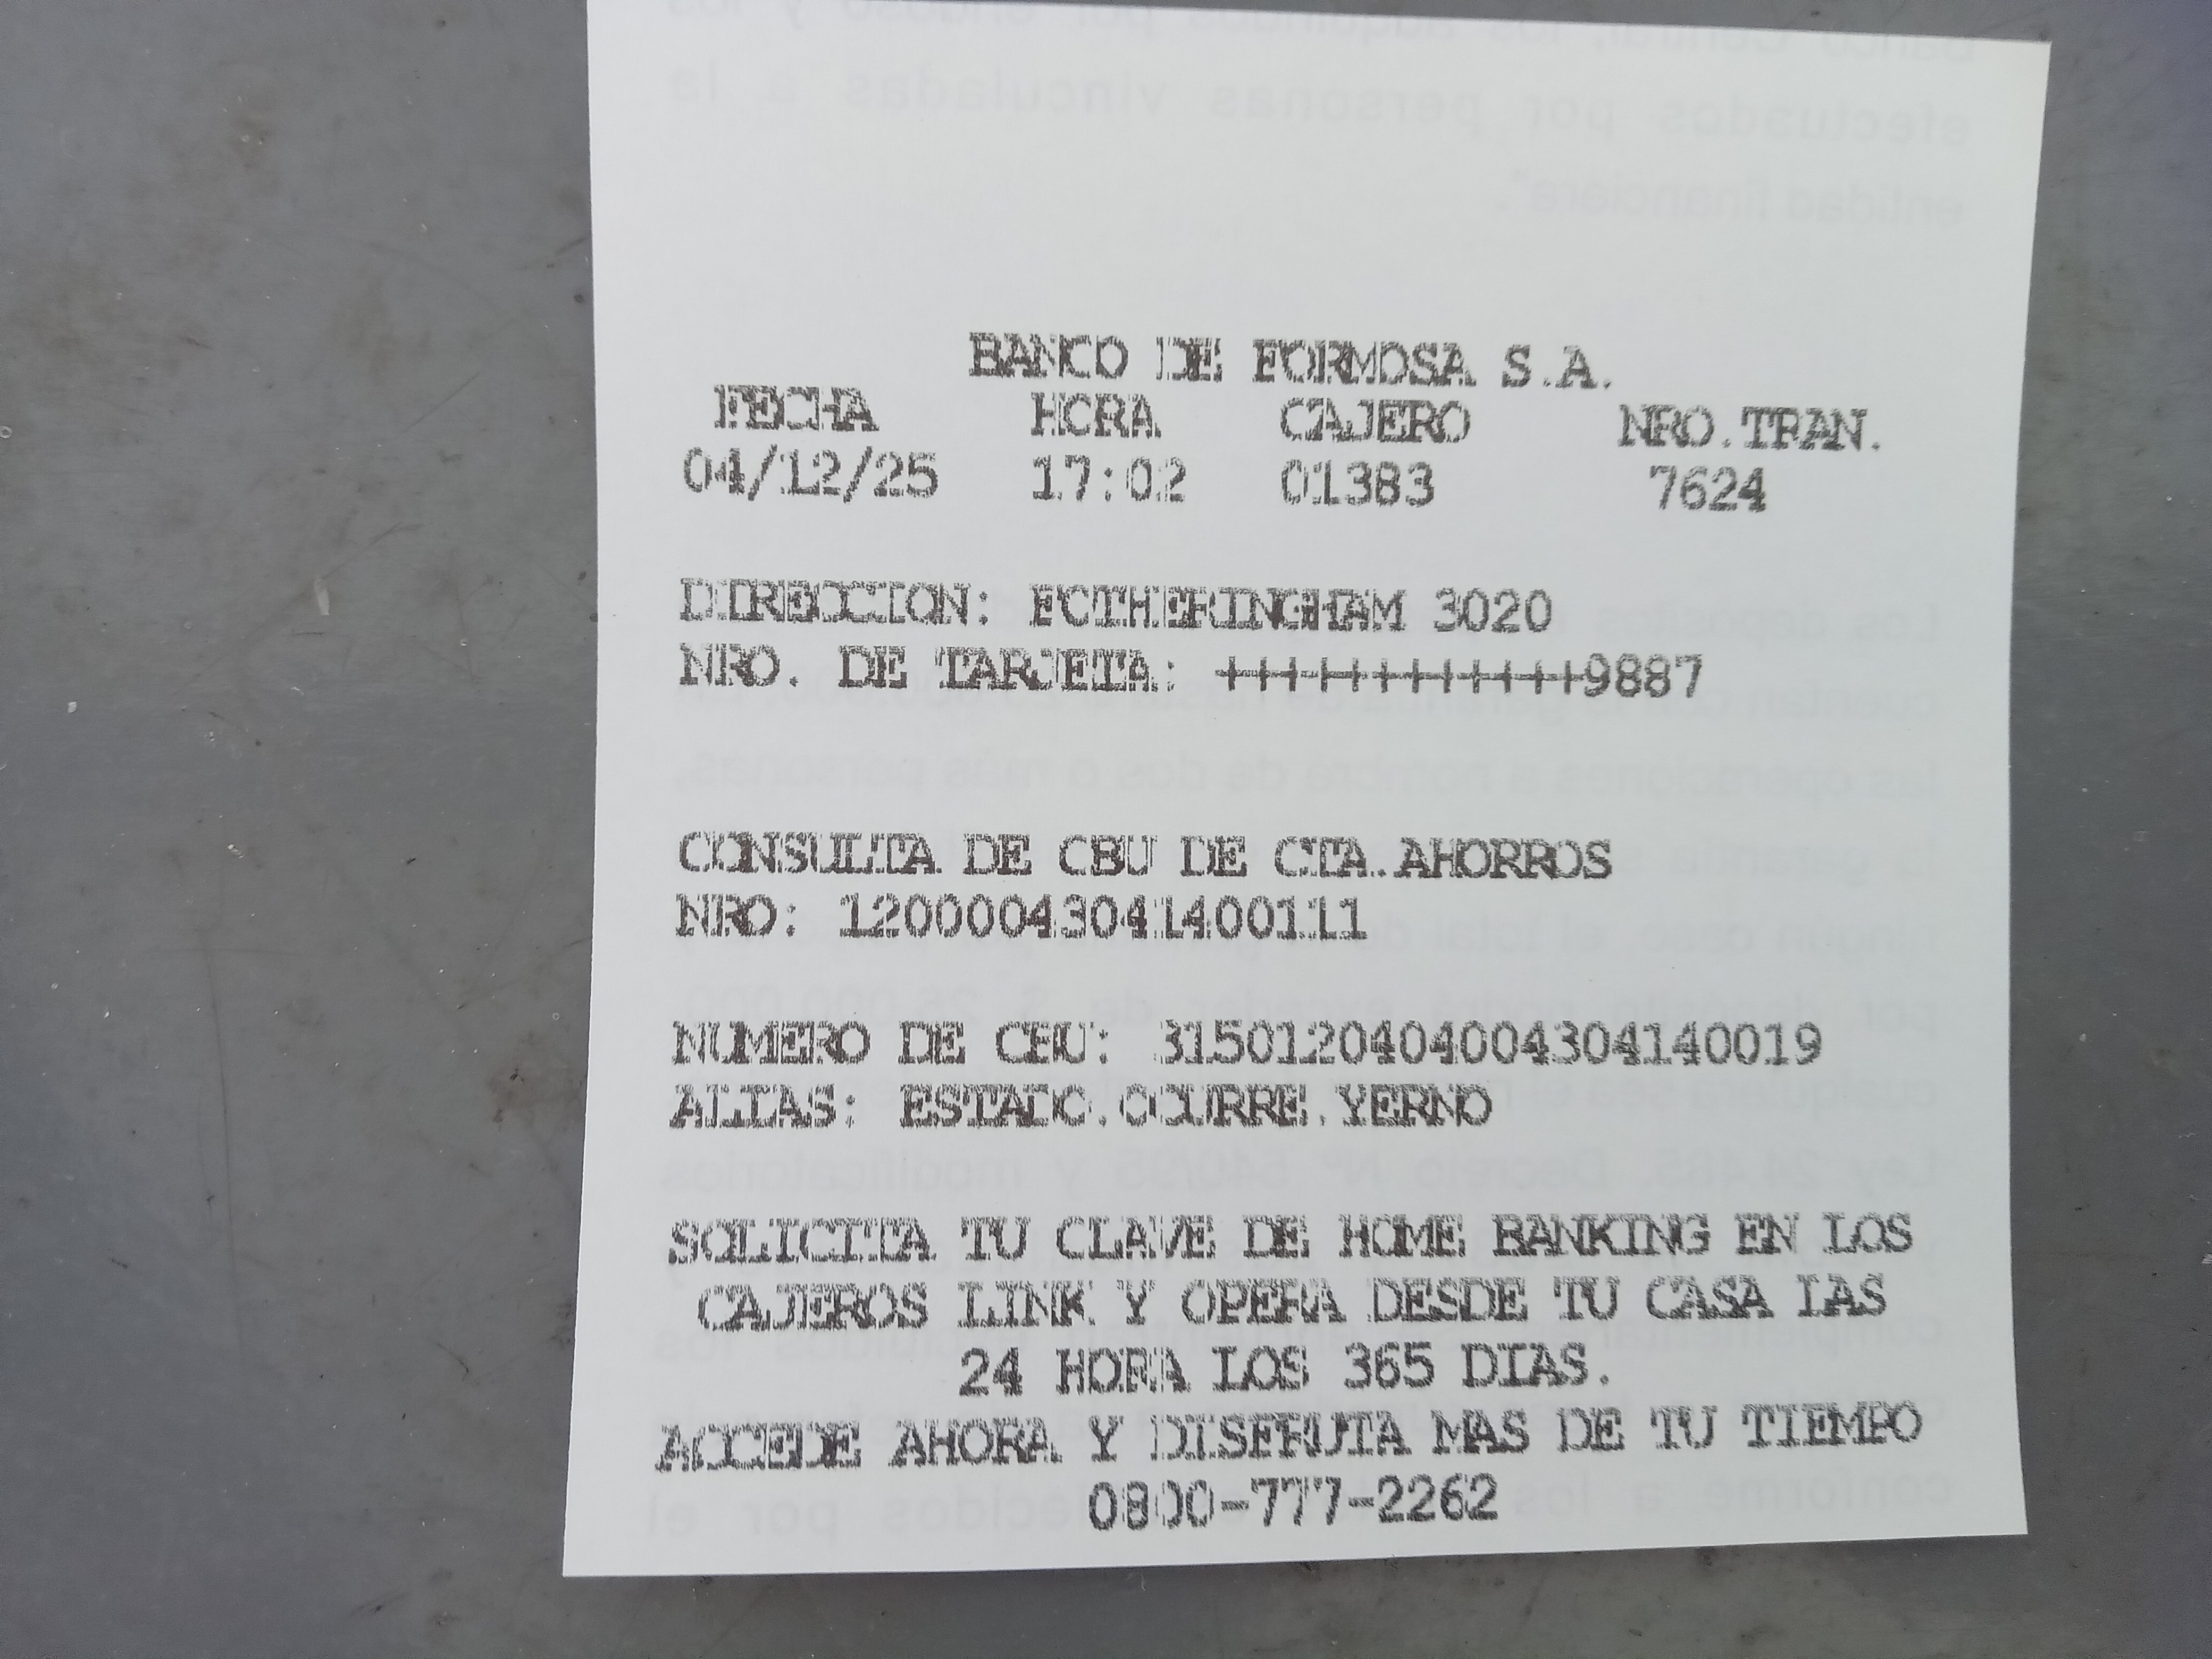 BANCO DE FORMOSA S.A.
FECHA HORA CAJERO NRO.TRAN.
04/12/25 17:02 01383 7624
DIRECCION: FOTHERINGHAM 3020
NRO. DE TARJETA: ++++++++++++9887
CONSULTA DE CBU DE CTA.AHORROS
NRO: 12000043041400111
NUMERO DE CBU: 3150120404004304140019
ALIAS: ESTADO.OCURRE.YERNO
SOLICITA TU CLAVE DE HOME BANKING EN LOS
CAJEROS LINK Y OPERA DESDE TU CASA LAS
24 HORA LOS 365 DIAS.
ACCEDE AHORA Y DISFRUTA MAS DE TU TIEMPO
0800-777-2262